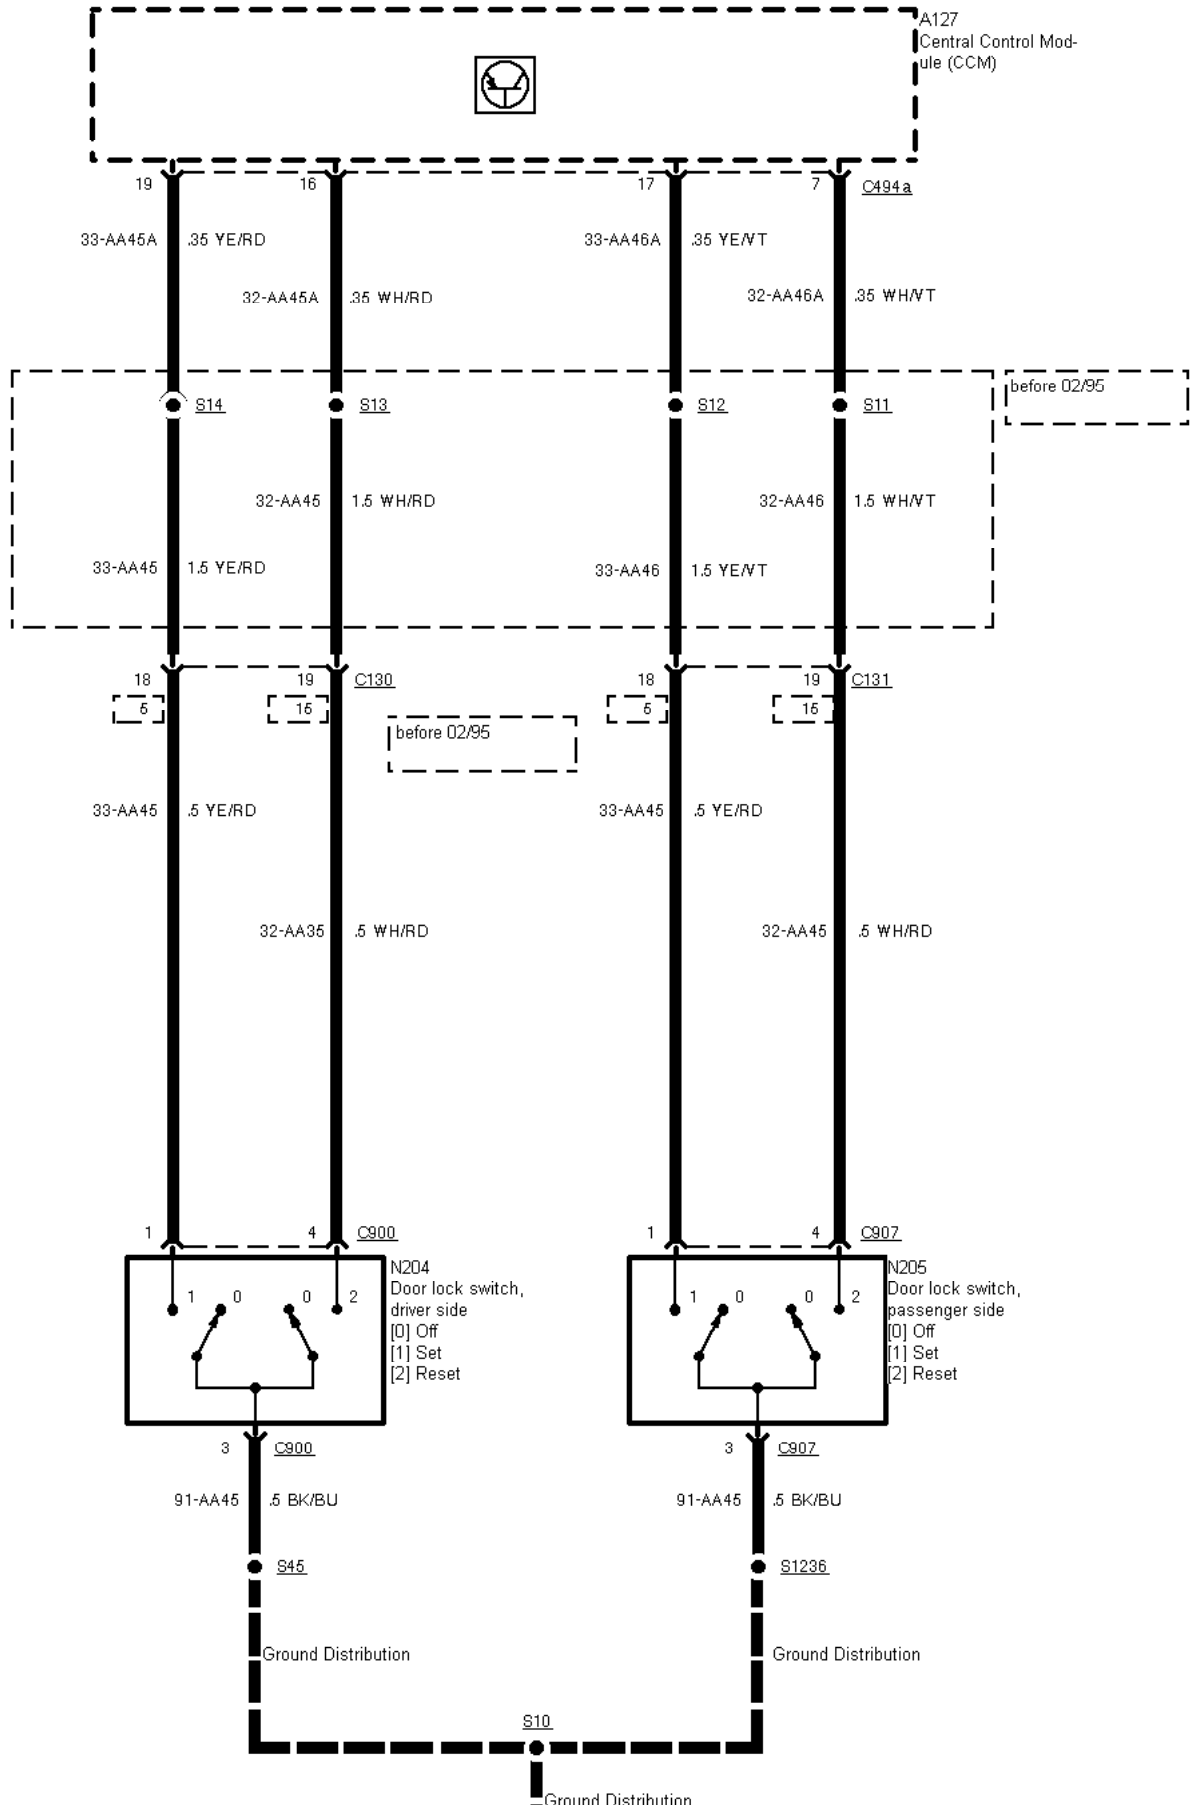 A127
Central Control Mod-
ule (CCM)
19
16
17
7
C494a
33-AA45A .35 YE/RD
33-AA46A .35 YE/VT
32-AA45A .35 WH/RD
32-AA46A .35 WH/VT
before 02/95
S14
S13
S12
S11
32-AA45 1.5 WH/RD
32-AA46 1.5 WH/VT
33-AA45 1.5 YE/RD
33-AA46 1.5 YE/VT
18
19
C130
18
19
C131
5
15
5
15
before 02/95
33-AA45 .5 YE/RD
33-AA45 .5 YE/RD
32-AA35 .5 WH/RD
32-AA45 .5 WH/RD
1
4
C900
1
4
C907
N204
Door lock switch,
driver side
[0] Off
[1] Set
[2] Reset
1
0
0
2
N205
Door lock switch,
passenger side
[0] Off
[1] Set
[2] Reset
1
0
0
2
3
C900
3
C907
91-AA45 .5 BK/BU
91-AA45 .5 BK/BU
S45
S1236
Ground Distribution
Ground Distribution
S10
Ground Distribution